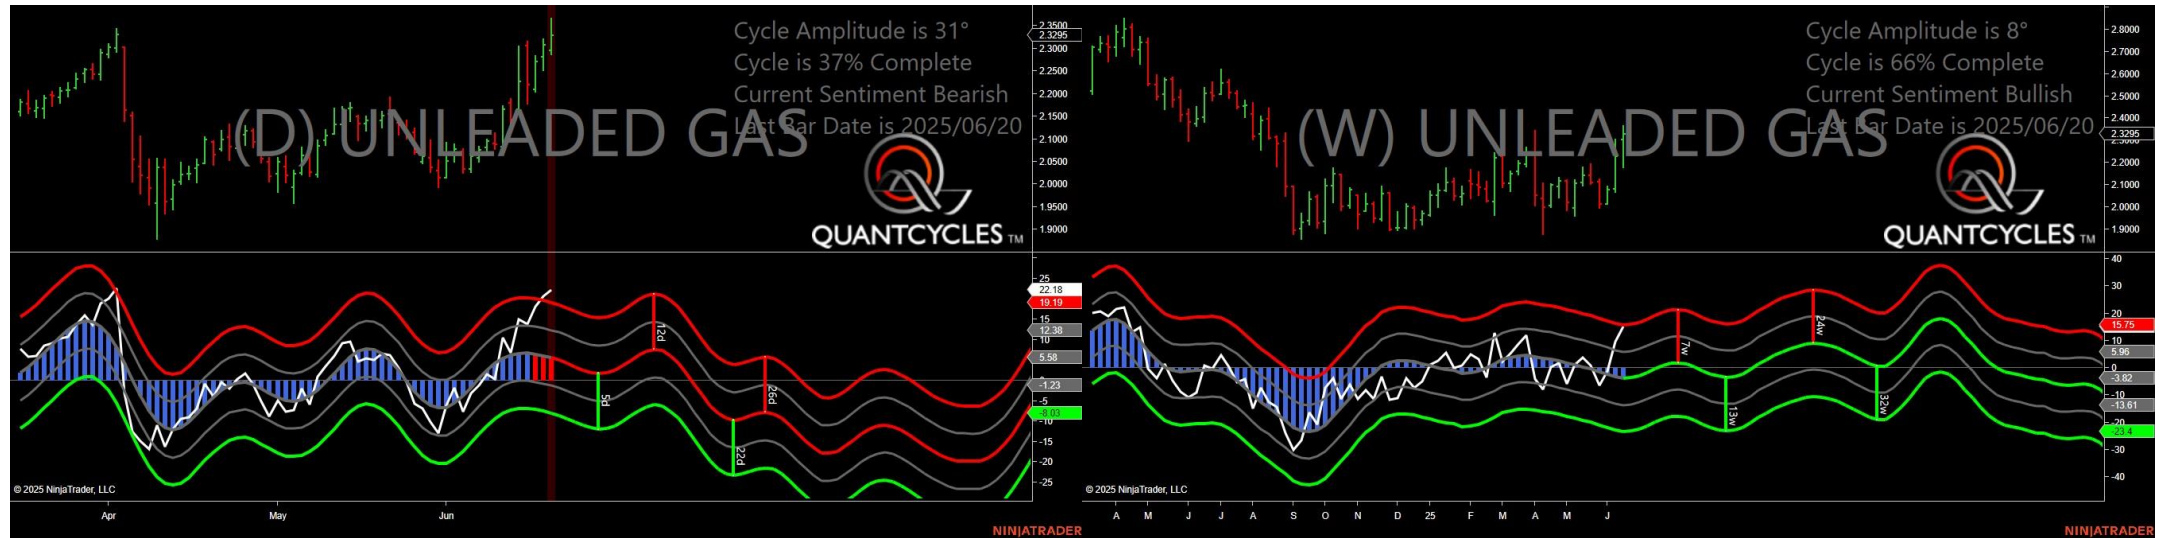 Cycle Amplitude is 31°
Cycle is 37% Complete
Current Sentiment Bearish
Last Bar Date is 2025/06/20
(D) UNLEADED GAS
QUANTCYCLES TM
2.3500
2.3295
2.3000
2.2500
2.2000
2.1500
2.1000
2.0500
2.0000
1.9500
1.9000
25
22.18
19.19
15
12.38
10
5.58
-1.23
-5
-8.03
-10
-15
-20
-25
12d
5d
26d
22d
© 2025 NinjaTrader, LLC
Apr May Jun
NINJATRADER
Cycle Amplitude is 8°
Cycle is 66% Complete
Current Sentiment Bullish
Last Bar Date is 2025/06/20
(W) UNLEADED GAS
QUANTCYCLES TM
2.8000
2.7000
2.6000
2.5000
2.4000
2.3295
2.2000
2.1000
2.0000
1.9000
40
30
20
15.75
10
5.96
0
-3.82
-10
-13.61
-20
-23.4
-30
-40
7w
24w
13w
32w
© 2025 NinjaTrader, LLC
A M J J A S O N D 25 F M A M J
NINJATRADER